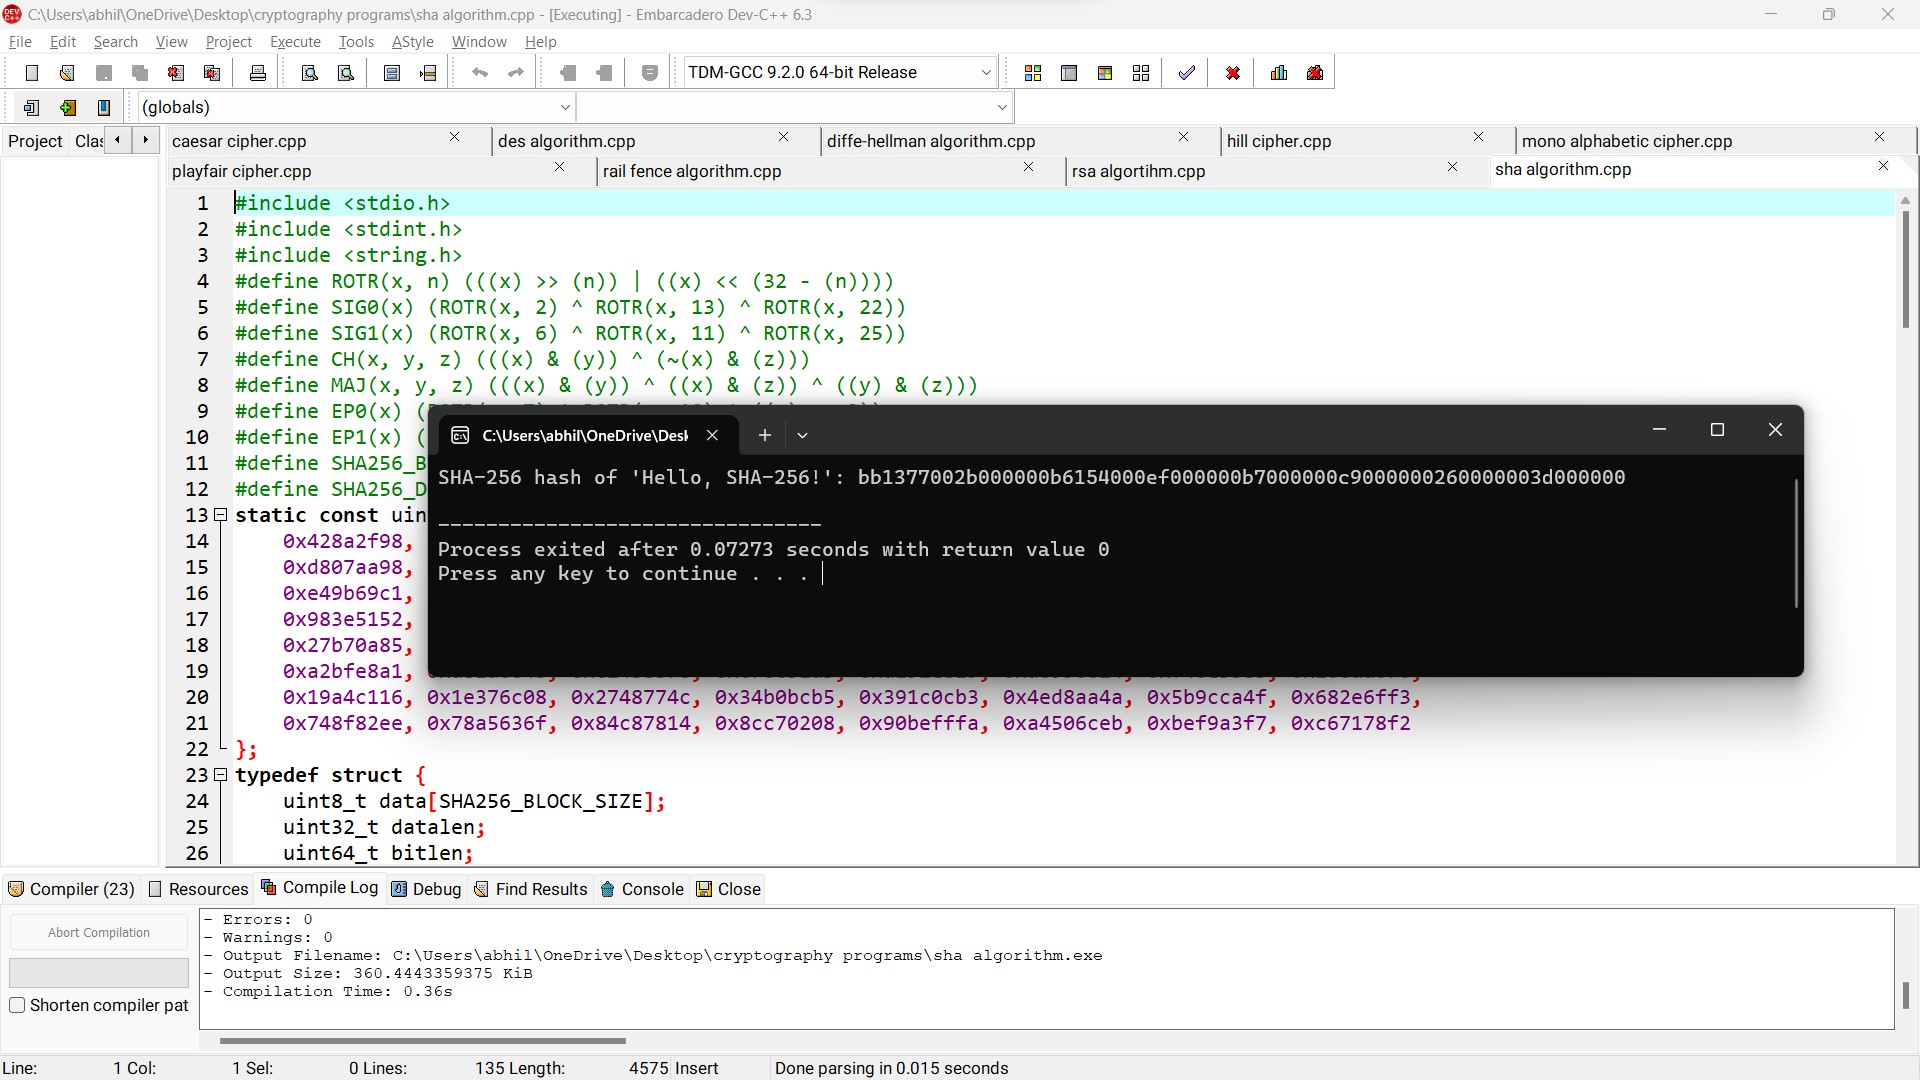 C:\Users\abhil\OneDrive\Desktop\cryptography programs\sha algorithm.cpp - [Executing] - Embarcadero Dev-C++ 6.3
File Edit Search View Project Execute Tools AStyle Window Help
TDM-GCC 9.2.0 64-bit Release
(globals)
Project Clas
caesar cipher.cpp des algorithm.cpp diffe-hellman algorithm.cpp hill cipher.cpp mono alphabetic cipher.cpp
playfair cipher.cpp rail fence algorithm.cpp rsa algortihm.cpp sha algorithm.cpp
1 #include <stdio.h>
2 #include <stdint.h>
3 #include <string.h>
4 #define ROTR(x, n) (((x) >> (n)) | ((x) << (32 - (n))))
5 #define SIG0(x) (ROTR(x, 2) ^ ROTR(x, 13) ^ ROTR(x, 22))
6 #define SIG1(x) (ROTR(x, 6) ^ ROTR(x, 11) ^ ROTR(x, 25))
7 #define CH(x, y, z) (((x) & (y)) ^ (~(x) & (z)))
8 #define MAJ(x, y, z) (((x) & (y)) ^ ((x) & (z)) ^ ((y) & (z)))
9 #define EP0(x) (
10 #define EP1(x) (
11 #define SHA256_B
12 #define SHA256_D
13 static const uin
14 0x428a2f98,
15 0xd807aa98,
16 0xe49b69c1,
17 0x983e5152,
18 0x27b70a85,
19 0xa2bfe8a1,
20 0x19a4c116, 0x1e376c08, 0x2748774c, 0x34b0bcb5, 0x391c0cb3, 0x4ed8aa4a, 0x5b9cca4f, 0x682e6ff3,
21 0x748f82ee, 0x78a5636f, 0x84c87814, 0x8cc70208, 0x90befffa, 0xa4506ceb, 0xbef9a3f7, 0xc67178f2
22 };
23 typedef struct {
24 uint8_t data[SHA256_BLOCK_SIZE];
25 uint32_t datalen;
26 uint64_t bitlen;
C:\Users\abhil\OneDrive\Desk
SHA-256 hash of 'Hello, SHA-256!': bb1377002b000000b6154000ef000000b7000000c9000000260000003d000000
--------------------------------
Process exited after 0.07273 seconds with return value 0
Press any key to continue . . .
Compiler (23) Resources Compile Log Debug Find Results Console Close
Abort Compilation
Shorten compiler pat
- Errors: 0
- Warnings: 0
- Output Filename: C:\Users\abhil\OneDrive\Desktop\cryptography programs\sha algorithm.exe
- Output Size: 360.4443359375 KiB
- Compilation Time: 0.36s
Line: 1 Col: 1 Sel: 0 Lines: 135 Length: 4575 Insert Done parsing in 0.015 seconds